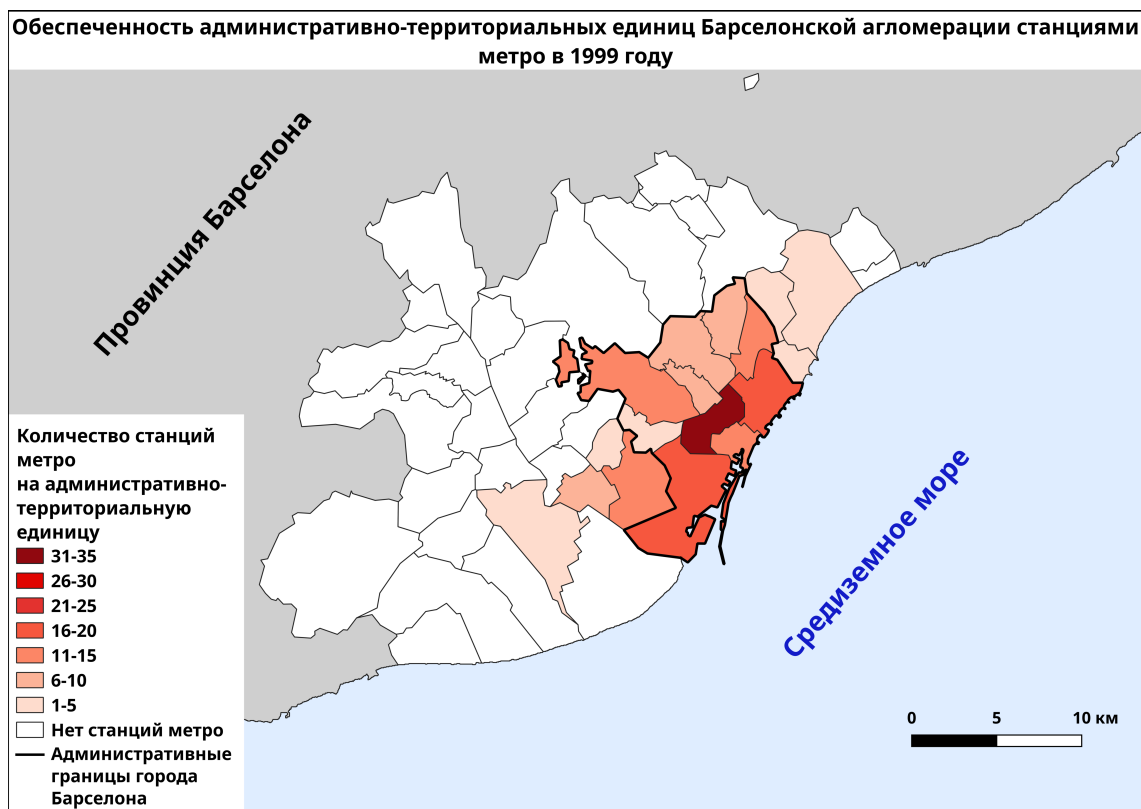 Обеспеченность административно-территориальных единиц Барселонской агломерации станциями
метро в 1999 году
Провинция Барселона
Средиземное море
Количество станций
метро
на административно-
территориальную
единицу
31-35
26-30
21-25
16-20
11-15
6-10
1-5
Нет станций метро
Административные
границы города
Барселона
0 5 10 км